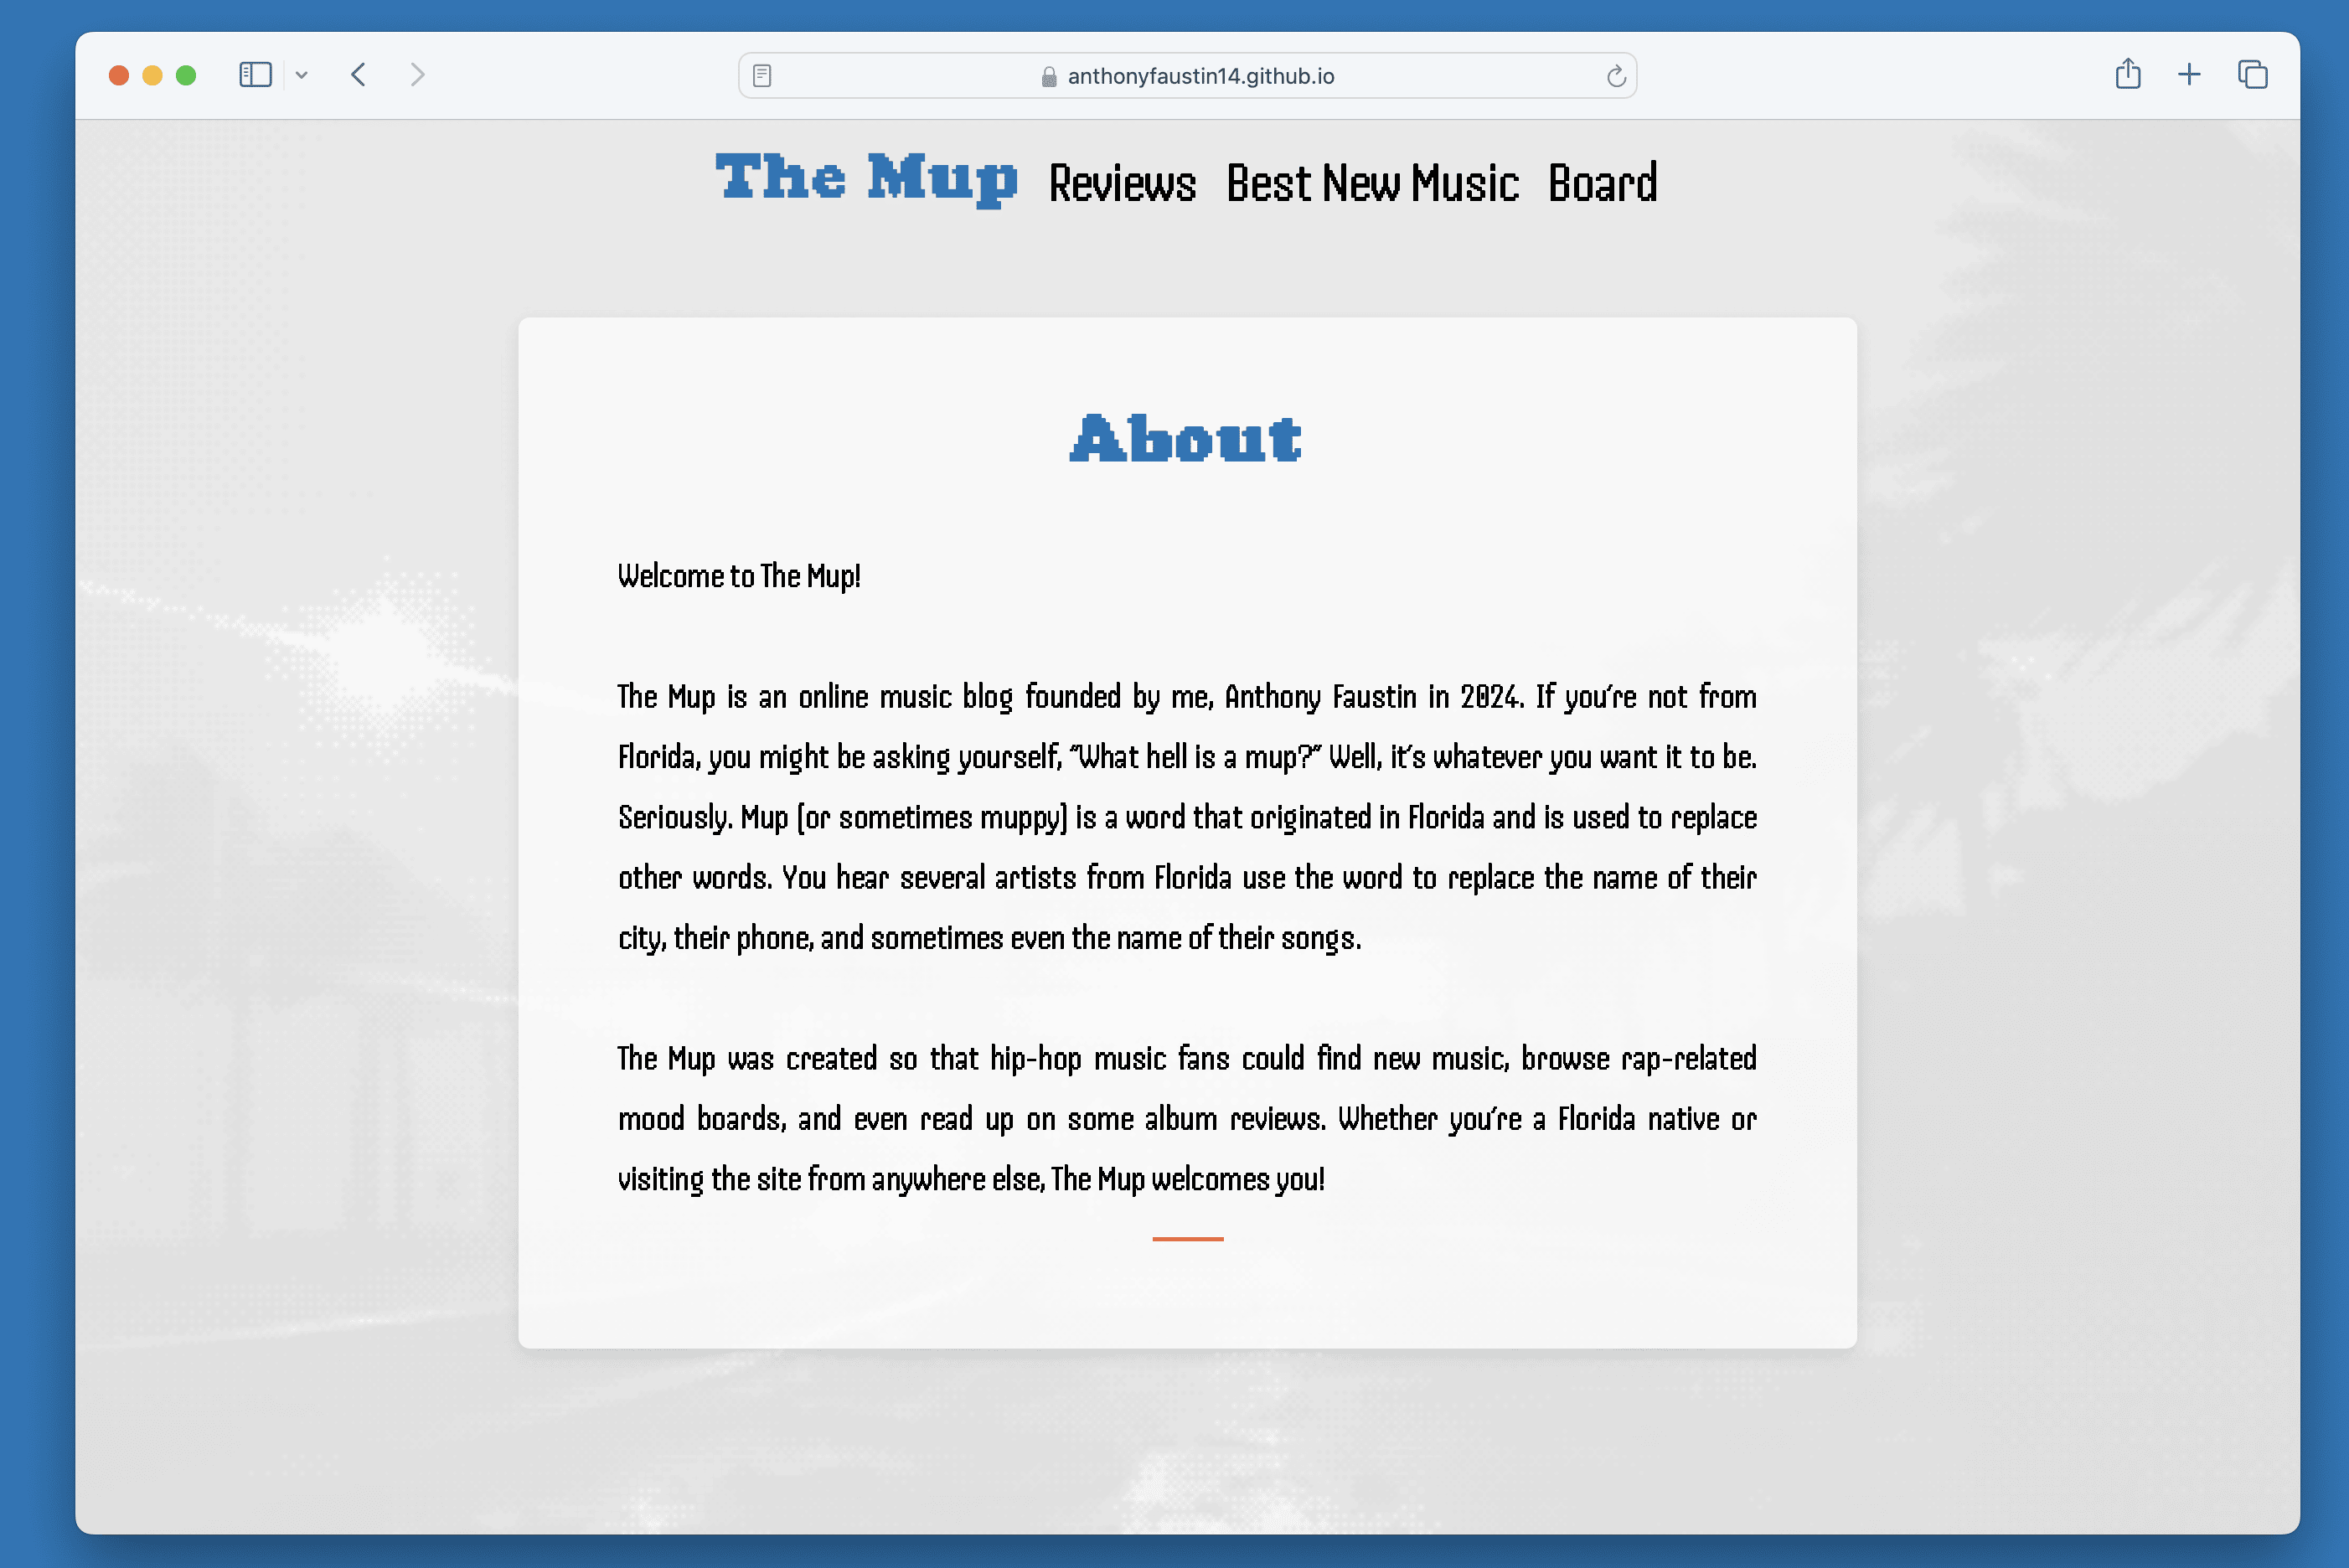 anthonyfaustin14.github.io
The Mup Reviews Best New Music Board
About
Welcome to The Mup!
The Mup is an online music blog founded by me, Anthony Faustin in 2024. If you're not from
Florida, you might be asking yourself, “What hell is a mup?” Well, it's whatever you want it to be.
Seriously. Mup (or sometimes muppy) is a word that originated in Florida and is used to replace
other words. You hear several artists from Florida use the word to replace the name of their
city, their phone, and sometimes even the name of their songs.
The Mup was created so that hip-hop music fans could find new music, browse rap-related
mood boards, and even read up on some album reviews. Whether you're a Florida native or
visiting the site from anywhere else, The Mup welcomes you!